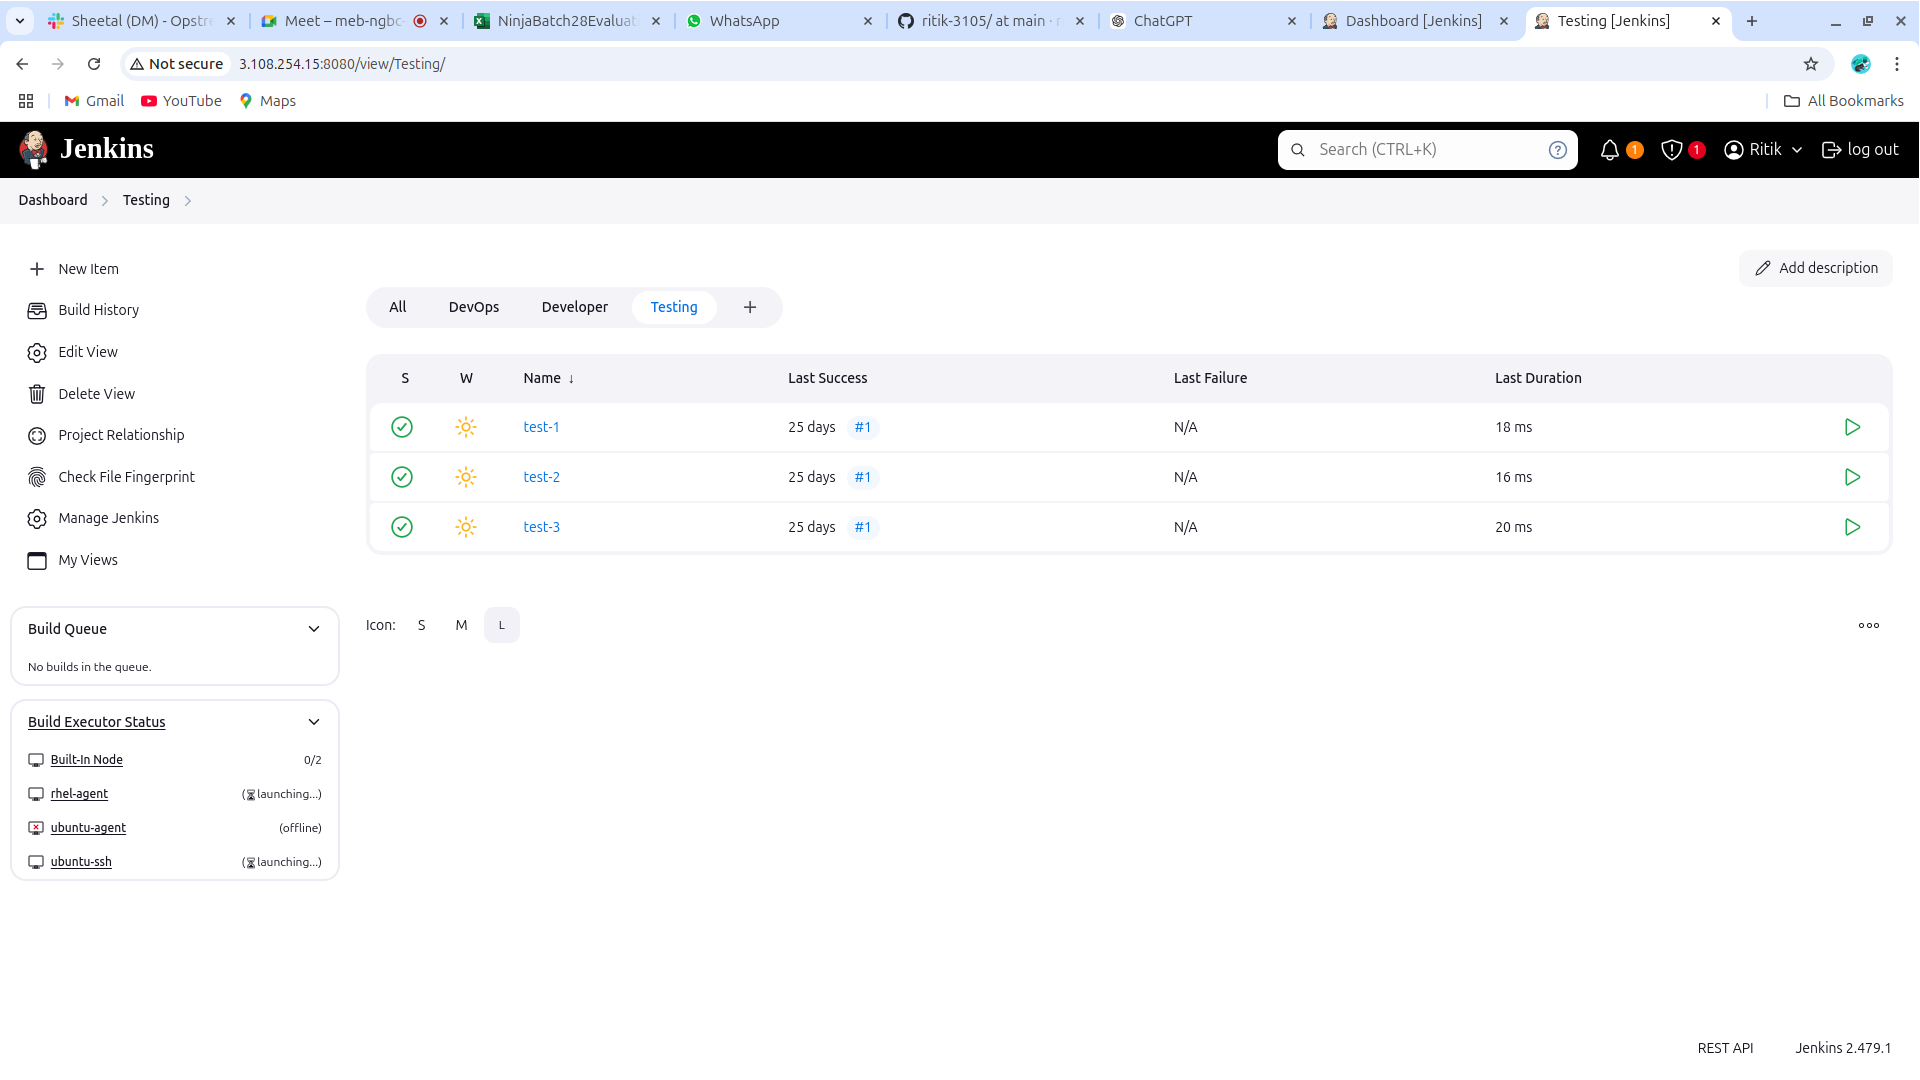 Sheetal (DM) - Opstre
Meet – meb-ngbc-
NinjaBatch28Evaluat
WhatsApp
ritik-3105/ at main · r
ChatGPT
Dashboard [Jenkins]
Testing [Jenkins]
Not secure
3.108.254.15:8080/view/Testing/
Gmail
YouTube
Maps
All Bookmarks
Jenkins
Search (CTRL+K)
?
1
1
Ritik
log out
Dashboard
Testing
New Item
Build History
Edit View
Delete View
Project Relationship
Check File Fingerprint
Manage Jenkins
My Views
Build Queue
No builds in the queue.
Build Executor Status
Built-In Node 0/2
rhel-agent (⌛launching...)
ubuntu-agent (offline)
ubuntu-ssh (⌛launching...)
Add description
All DevOps Developer Testing +
S W Name ↓ Last Success Last Failure Last Duration
test-1 25 days #1 N/A 18 ms
test-2 25 days #1 N/A 16 ms
test-3 25 days #1 N/A 20 ms
Icon: S M L
REST API
Jenkins 2.479.1